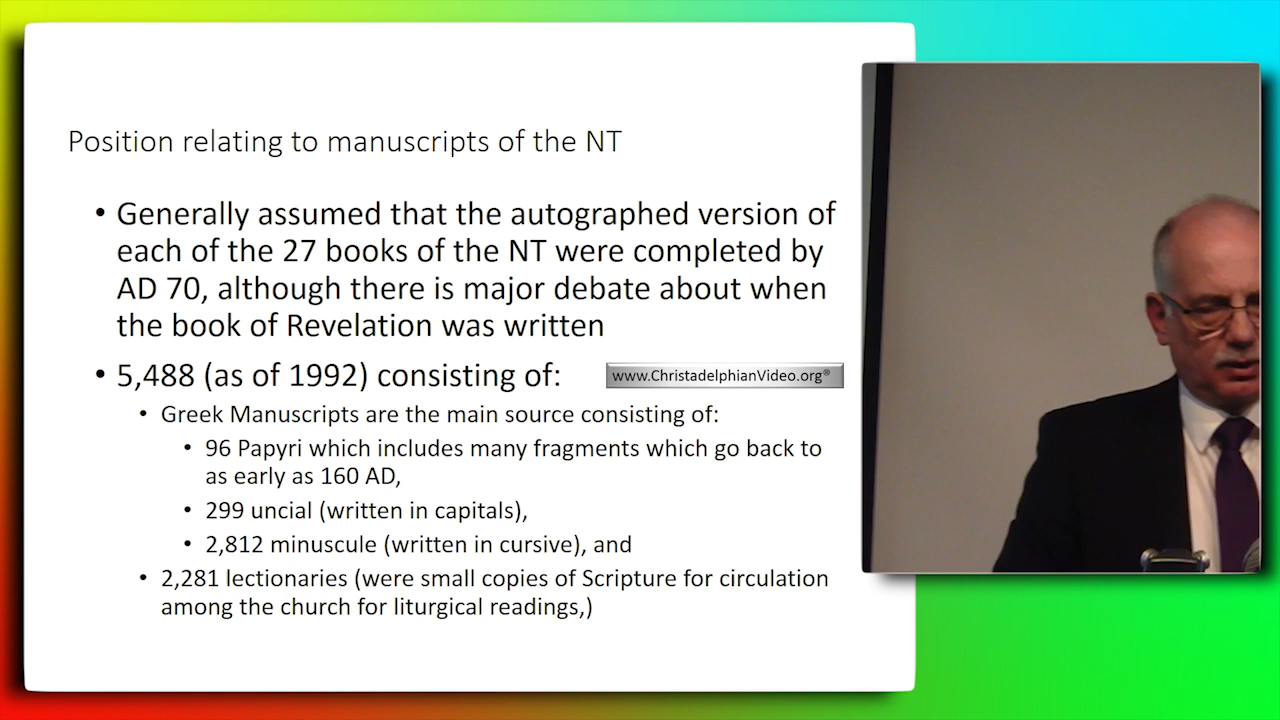 Position relating to manuscripts of the NT
• Generally assumed that the autographed version of
each of the 27 books of the NT were completed by
AD 70, although there is major debate about when
the book of Revelation was written
• 5,488 (as of 1992) consisting of:
www.ChristadelphianVideo.org®
• Greek Manuscripts are the main source consisting of:
• 96 Papyri which includes many fragments which go back to
as early as 160 AD,
• 299 uncial (written in capitals),
• 2,812 minuscule (written in cursive), and
• 2,281 lectionaries (were small copies of Scripture for circulation
among the church for liturgical readings,)